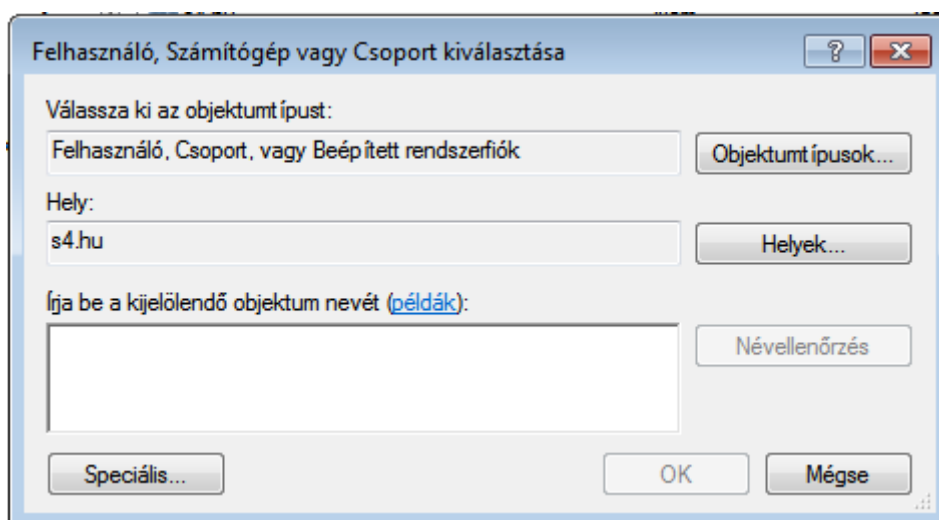 Felhasználó, Számítógép vagy Csoport kiválasztása
Válassza ki az objektumtípust:
Felhasználó, Csoport, vagy Beépített rendszerfiók
Objektumtípusok...
Hely:
s4.hu
Helyek...
Írja be a kijelölendő objektum nevét (példák):
Névellenőrzés
Speciális...
OK
Mégse